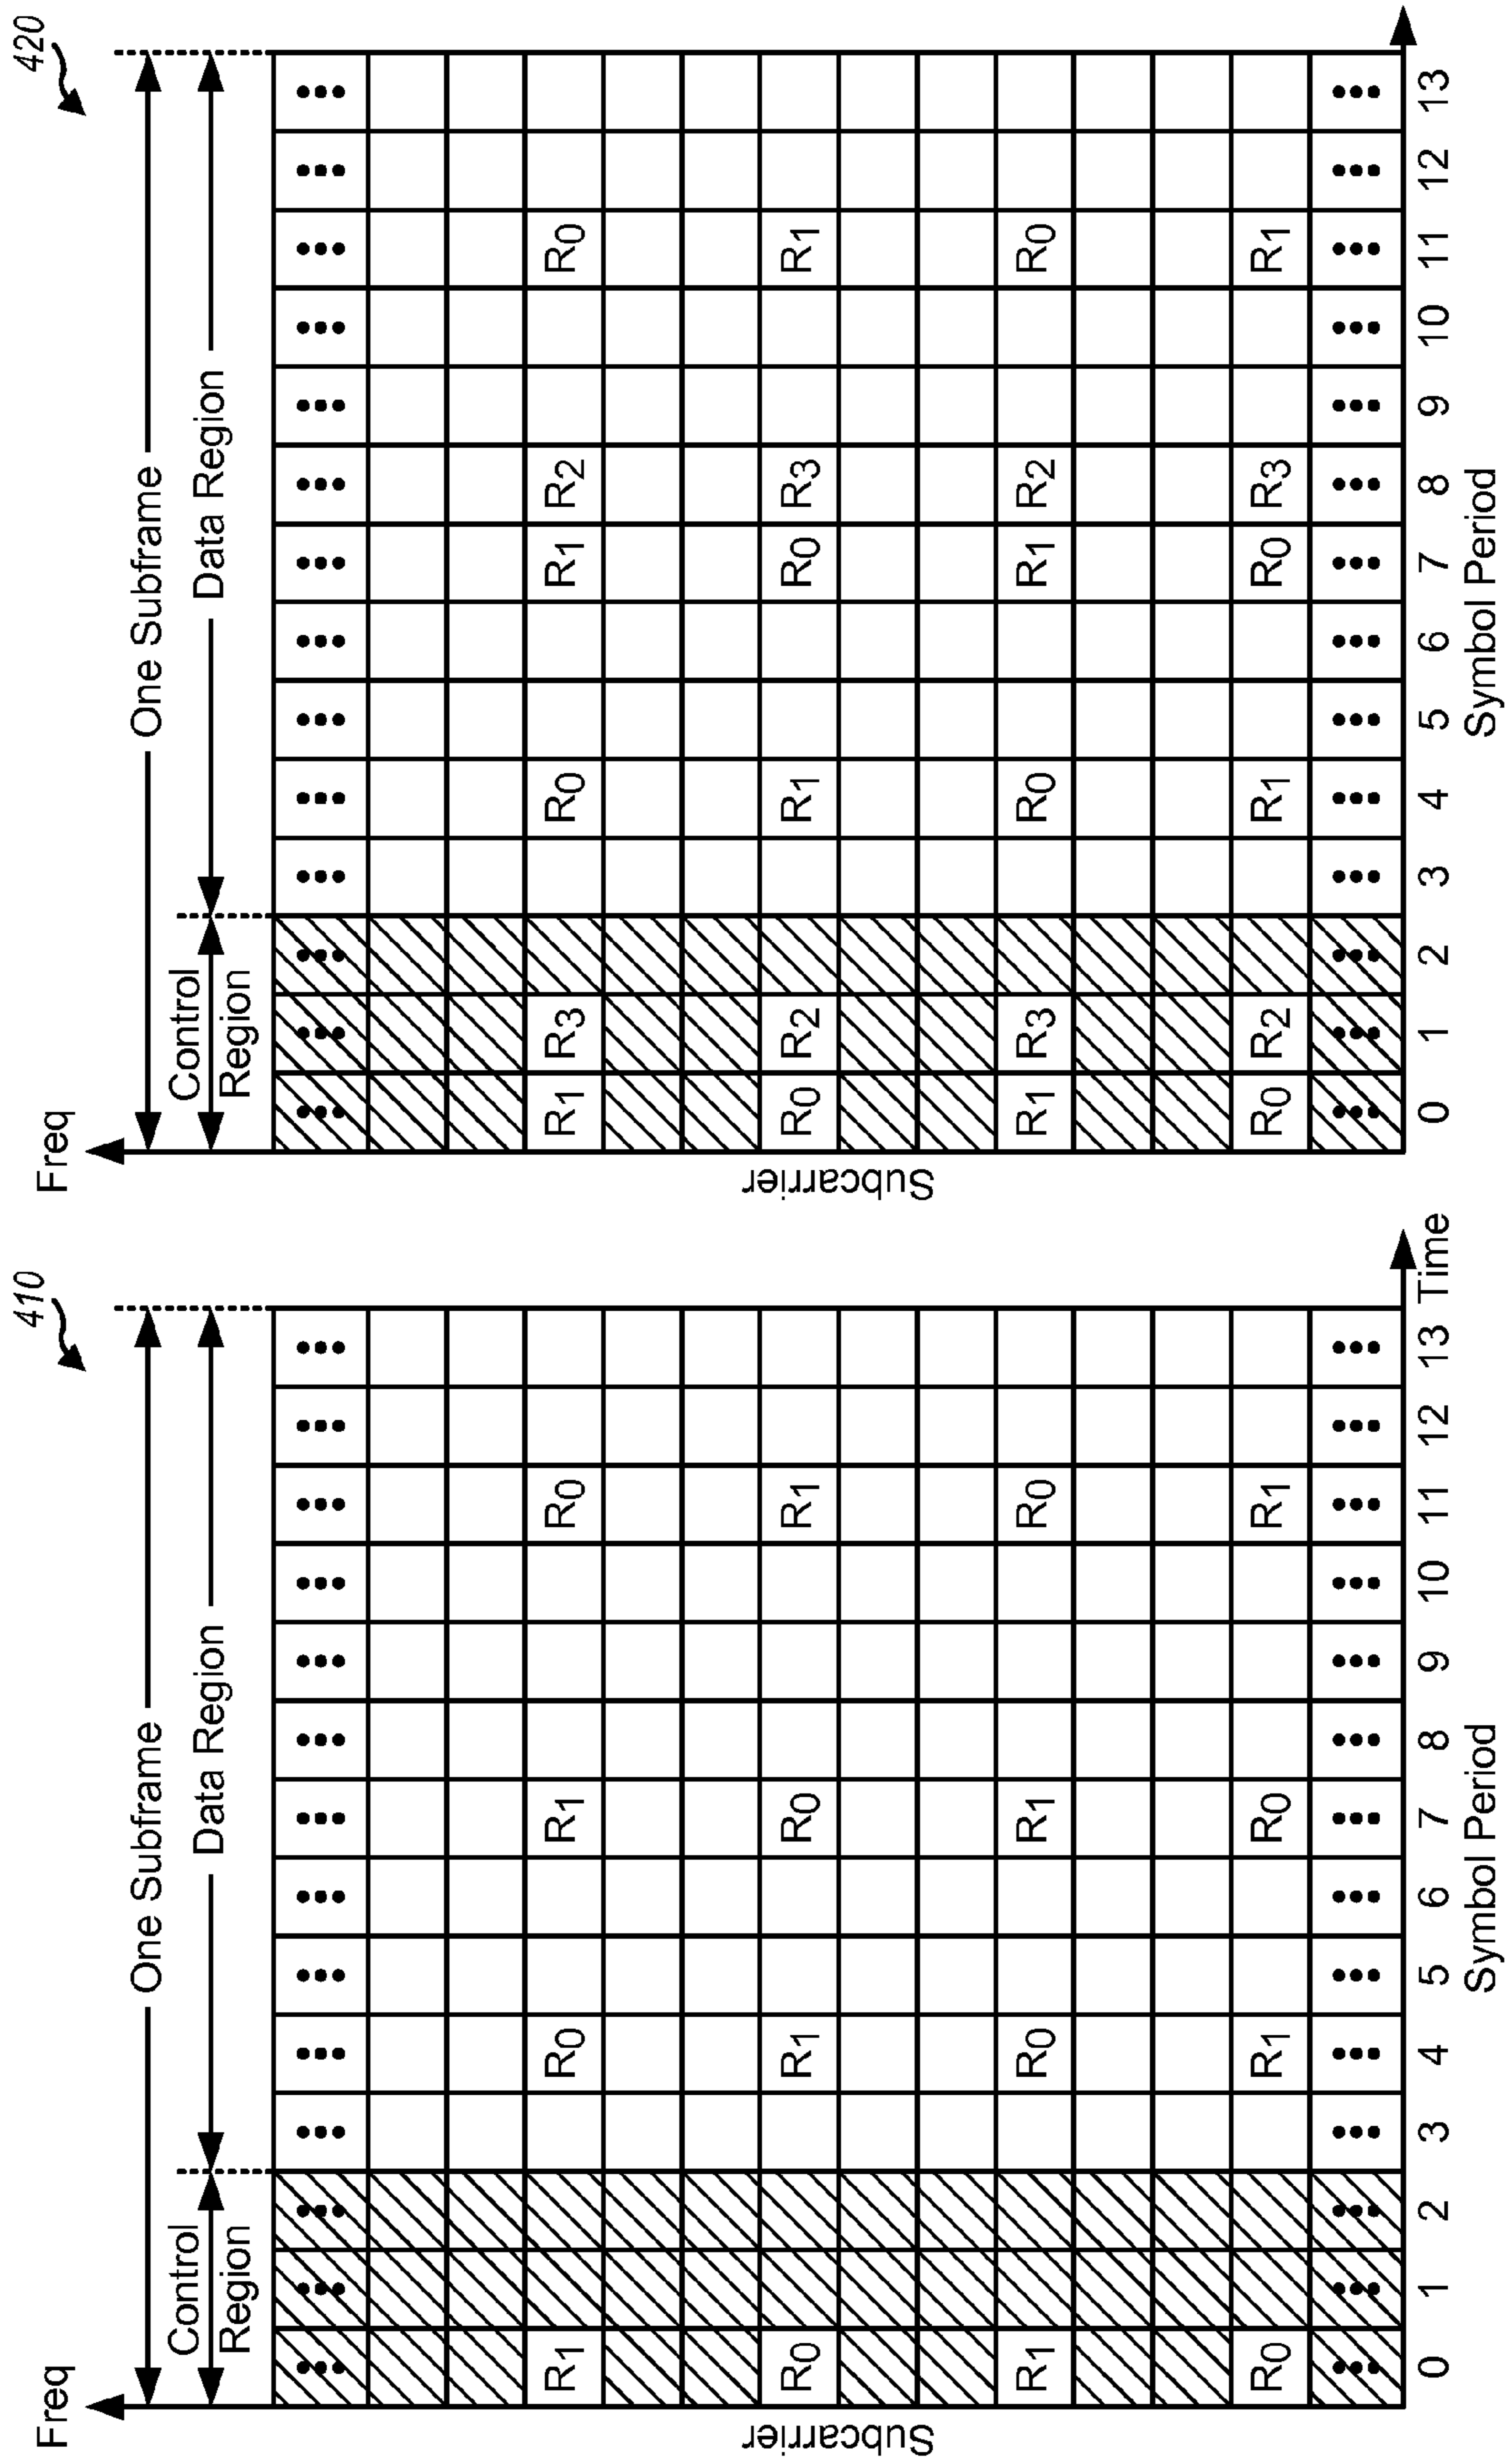 410
Freq
One Subframe
Control
Region
Data Region
Subcarrier
R1 R0 R1 R0
R0 R1 R0 R1
R1 R0 R1 R0
R0 R1 R0 R1
0 1 2 3 4 5 6 7 8 9 10 11 12 13 Time
Symbol Period
420
Freq
One Subframe
Control
Region
Data Region
Subcarrier
R1 R3 R0 R1 R2 R0
R0 R2 R1 R0 R3 R1
R1 R3 R0 R1 R2 R0
R0 R2 R1 R0 R3 R1
0 1 2 3 4 5 6 7 8 9 10 11 12 13
Symbol Period